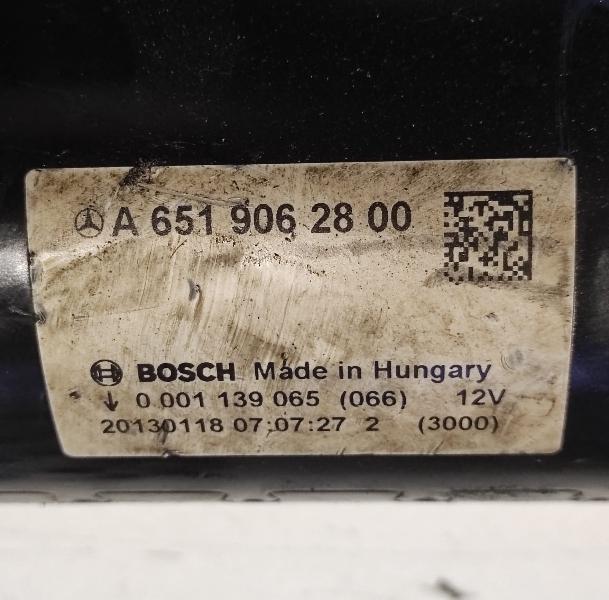 A 651 906 28 00
BOSCH Made in Hungary
↓ 0 001 139 065 (066) 12V
20130118 07:07:27 2 (3000)